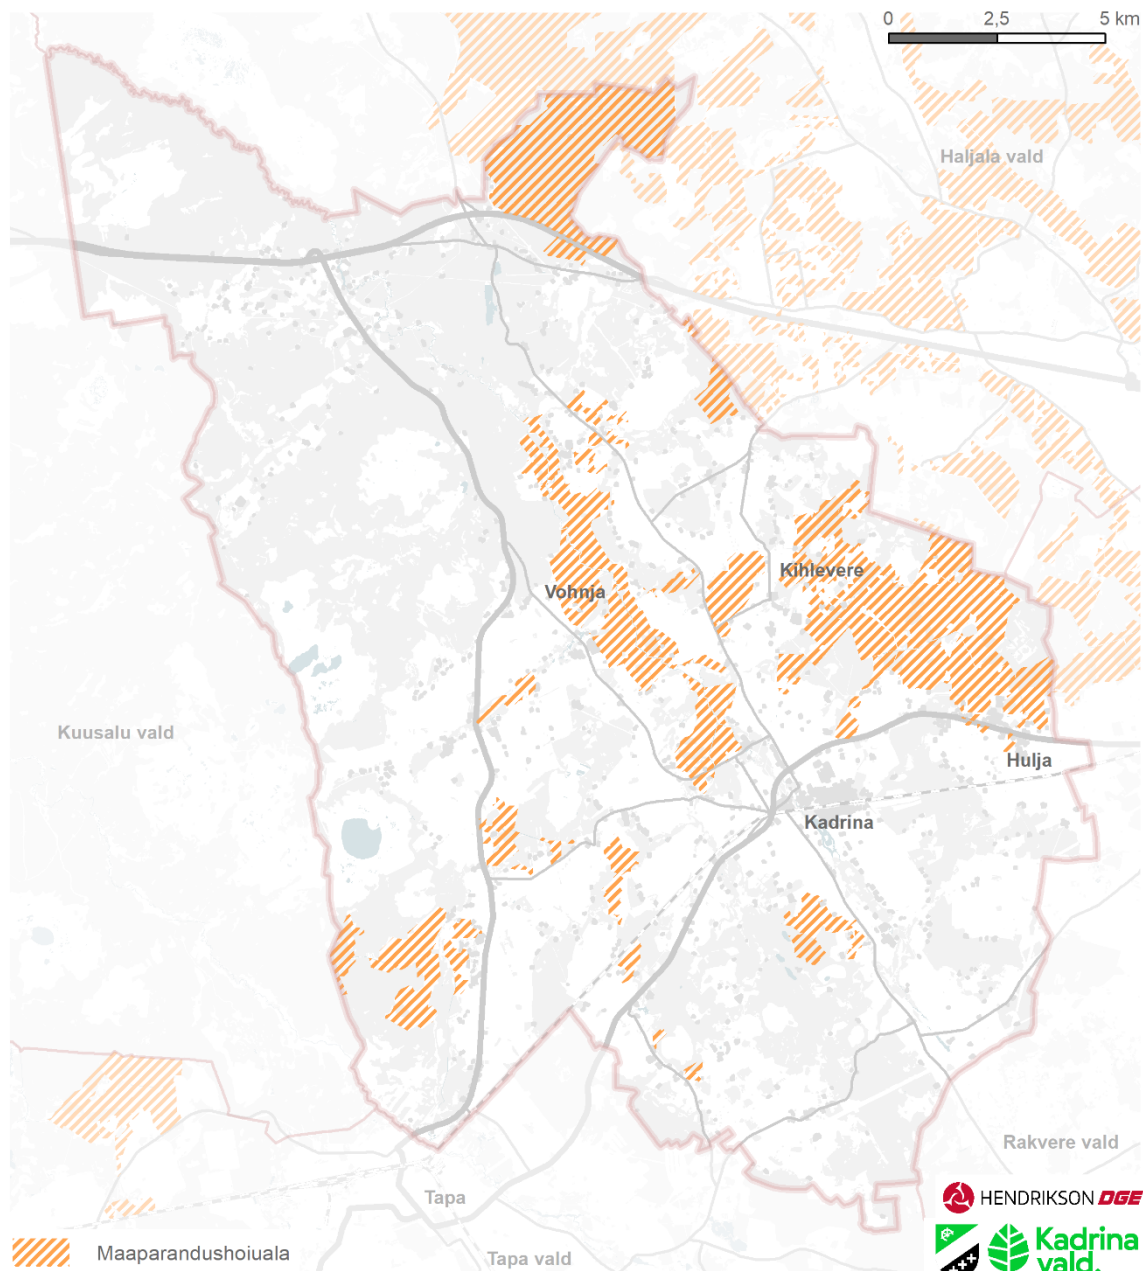 0 2,5 5 km
Haljala vald
Kihlevere
Vohnja
Kuusalu vald
Hulja
Kadrina
Rakvere vald
Tapa
HENDRIKSON DGE
Kadrina
vald.
Maaparandushoiuala
Tapa vald